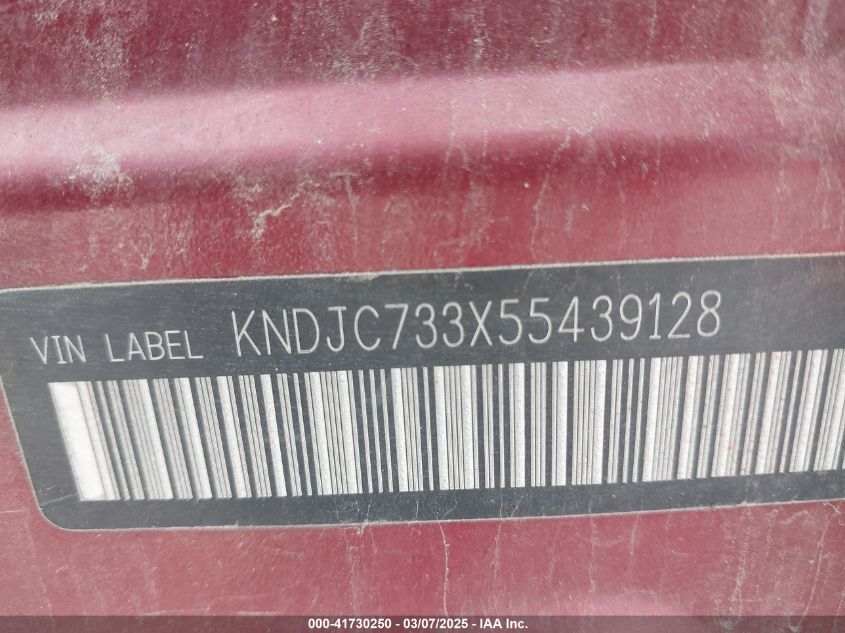 VIN LABEL KNDJC733X55439128
000-41730250 | 03/07/2025 - IAA Inc.